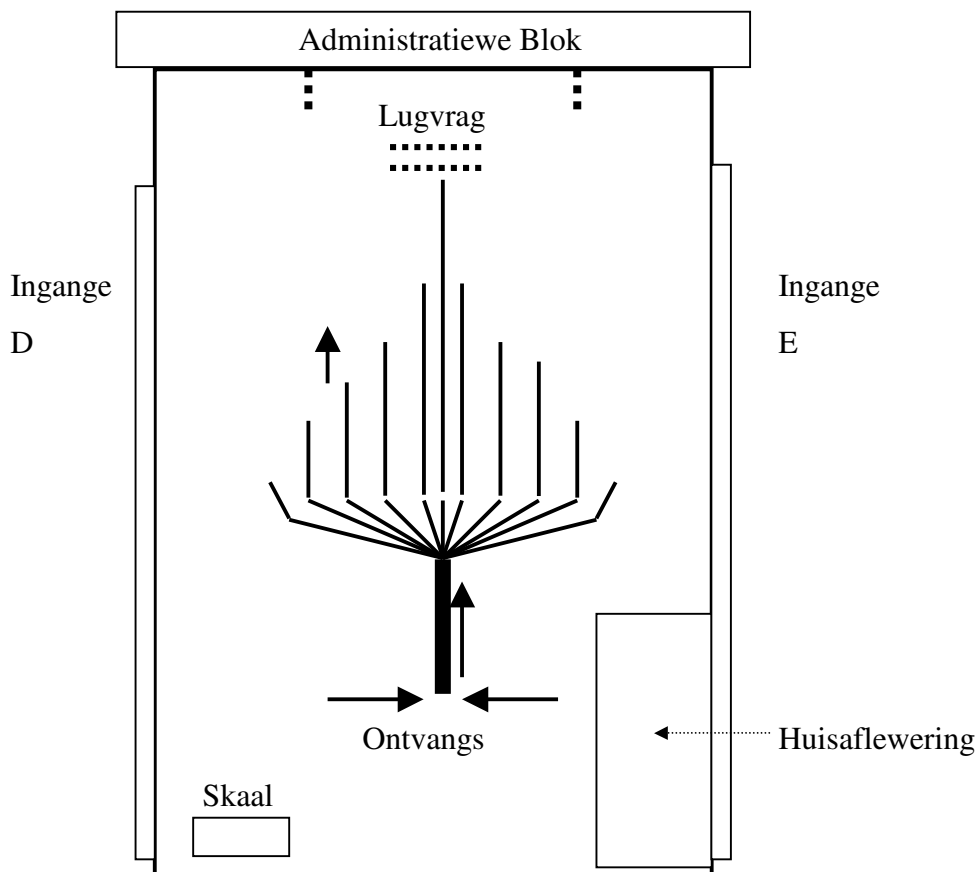 Administratiewe Blok
Lugvrag
Ingange
D
Ingange
E
Ontvangs
Huisaflewering
Skaal